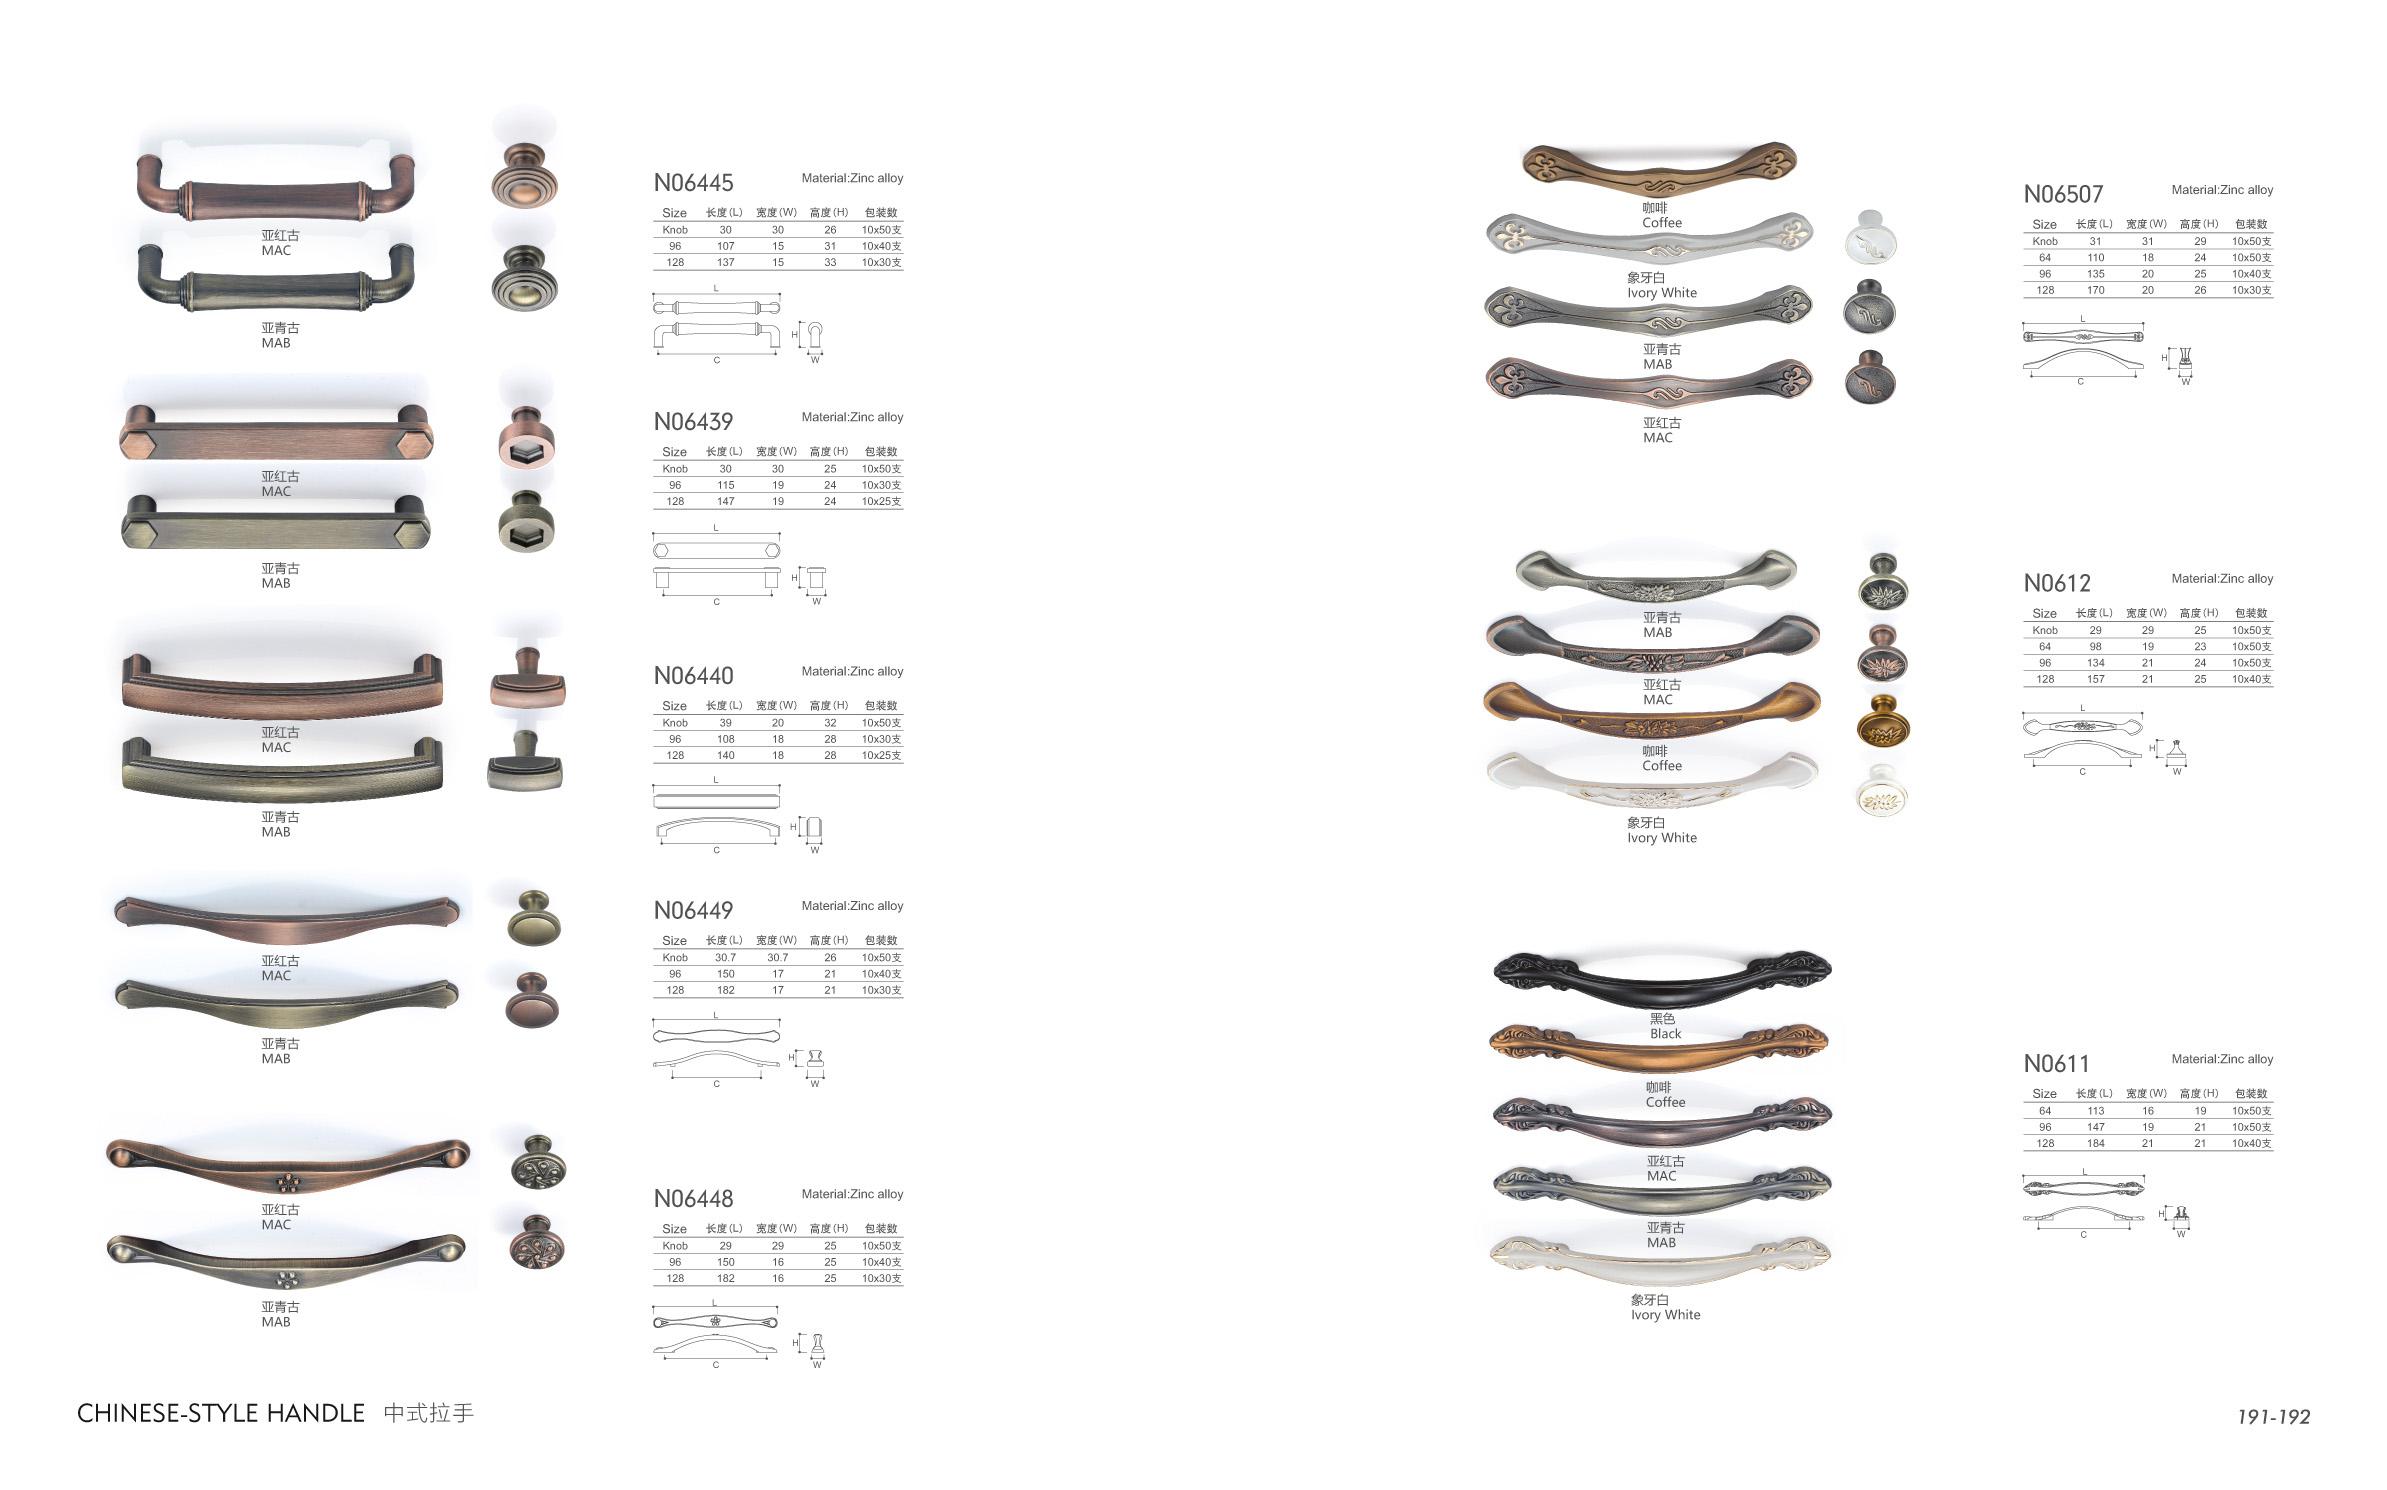 亚红古
MAC
亚青古
MAB
N06445 Material:Zinc alloy
Size 长度(L) 宽度(W) 高度(H) 包装数
Knob 30 30 26 10x50支
96 107 15 31 10x40支
128 137 15 33 10x30支
L
H
C W
亚红古
MAC
亚青古
MAB
N06439 Material:Zinc alloy
Size 长度(L) 宽度(W) 高度(H) 包装数
Knob 30 30 25 10x50支
96 115 19 24 10x30支
128 147 19 24 10x25支
L
H
C W
亚红古
MAC
亚青古
MAB
N06440 Material:Zinc alloy
Size 长度(L) 宽度(W) 高度(H) 包装数
Knob 39 20 32 10x50支
96 108 18 28 10x30支
128 140 18 28 10x25支
L
H
C W
亚红古
MAC
亚青古
MAB
N06449 Material:Zinc alloy
Size 长度(L) 宽度(W) 高度(H) 包装数
Knob 30.7 30.7 26 10x50支
96 150 17 21 10x40支
128 182 17 21 10x30支
L
H
C W
亚红古
MAC
亚青古
MAB
N06448 Material:Zinc alloy
Size 长度(L) 宽度(W) 高度(H) 包装数
Knob 29 29 25 10x50支
96 150 16 25 10x40支
128 182 16 25 10x30支
L
H
C W
咖啡
Coffee
象牙白
Ivory White
亚青古
MAB
亚红古
MAC
N06507 Material:Zinc alloy
Size 长度(L) 宽度(W) 高度(H) 包装数
Knob 31 31 29 10x50支
64 110 18 24 10x50支
96 135 20 25 10x40支
128 170 20 26 10x30支
L
H
C W
亚青古
MAB
亚红古
MAC
咖啡
Coffee
象牙白
Ivory White
N0612 Material:Zinc alloy
Size 长度(L) 宽度(W) 高度(H) 包装数
Knob 29 29 25 10x50支
64 98 19 23 10x50支
96 134 21 24 10x50支
128 157 21 25 10x40支
L
H
C W
黑色
Black
咖啡
Coffee
亚红古
MAC
亚青古
MAB
象牙白
Ivory White
N0611 Material:Zinc alloy
Size 长度(L) 宽度(W) 高度(H) 包装数
64 113 16 19 10x50支
96 147 19 21 10x50支
128 184 21 21 10x40支
L
H
C W
CHINESE-STYLE HANDLE 中式拉手
191-192